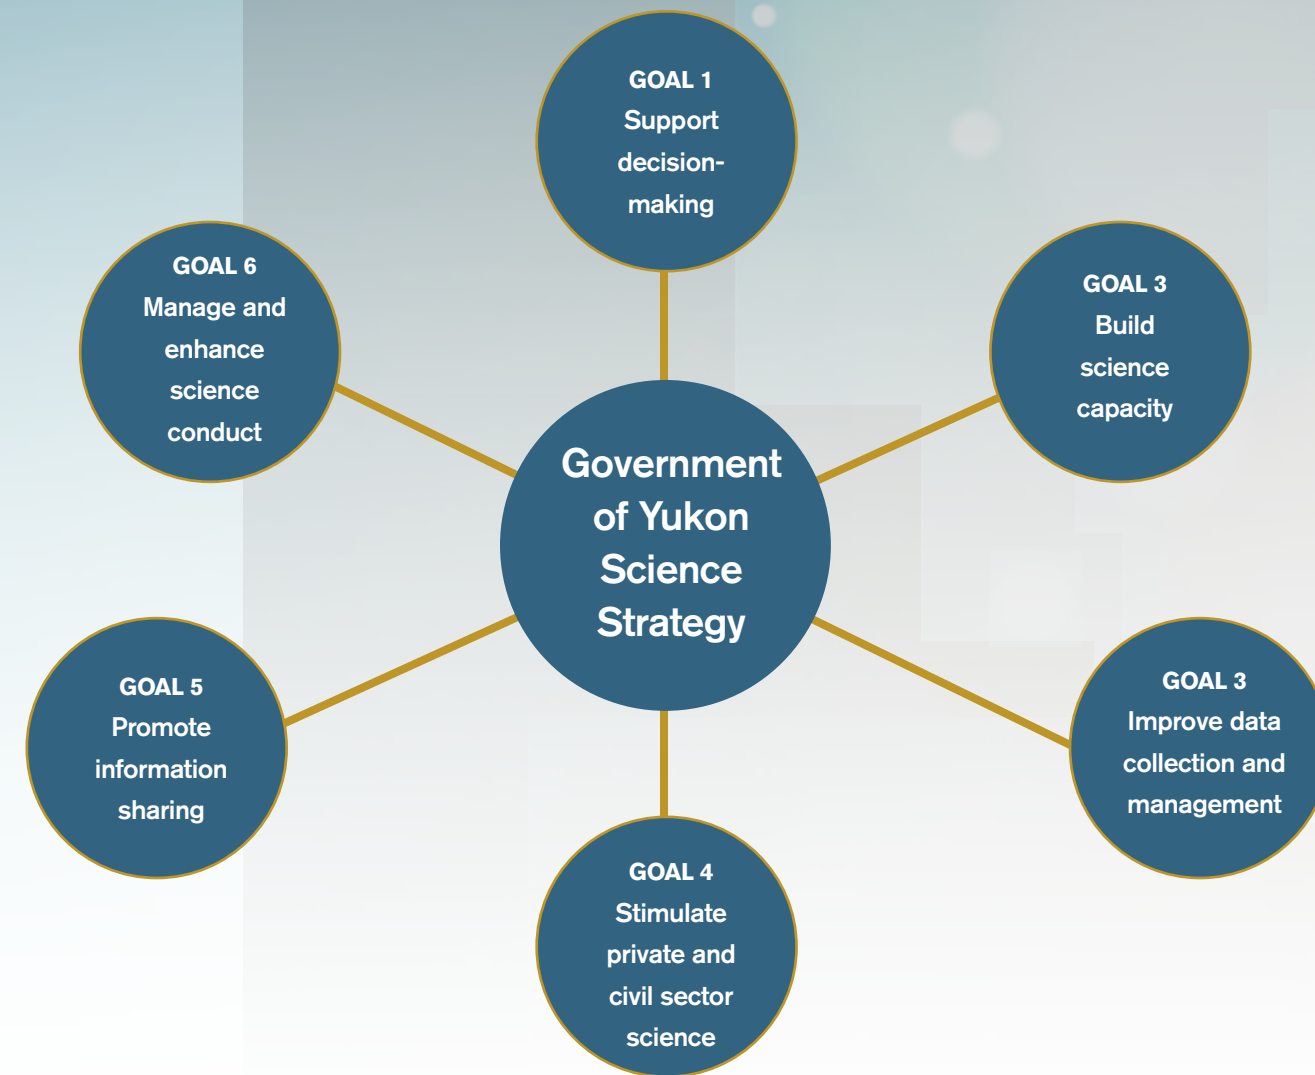 GOAL 1
Support
decision-
making
GOAL 6
Manage and
enhance
science
conduct
GOAL 3
Build
science
capacity
Government
of Yukon
Science
Strategy
GOAL 5
Promote
information
sharing
GOAL 3
Improve data
collection and
management
GOAL 4
Stimulate
private and
civil sector
science